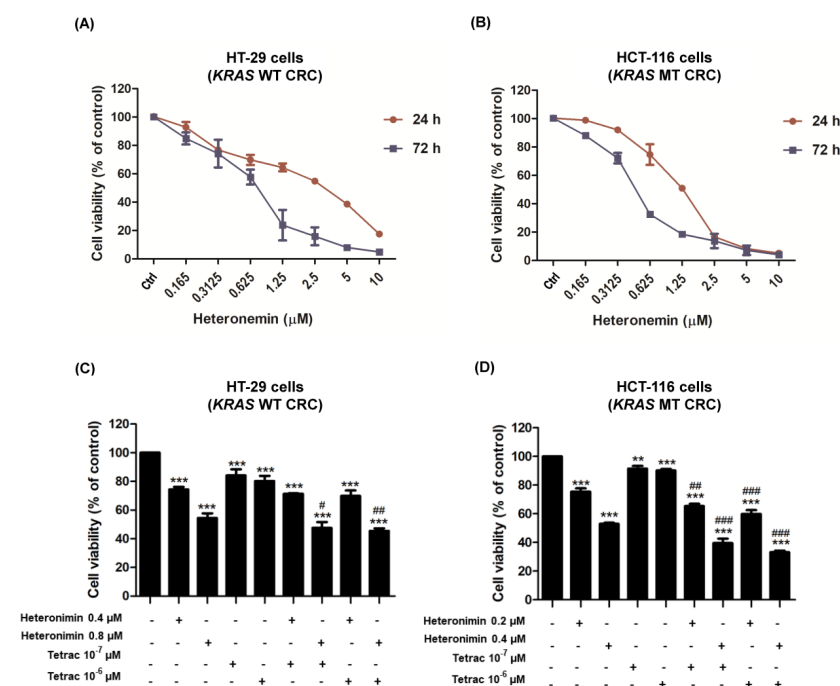 (A)
HT-29 cells
(KRAS WT CRC)
Cell viability (% of control)
120
100
80
60
40
20
0
Ctrl 0.165 0.3125 0.625 1.25 2.5 5 10
Heteronemin (μM)
24 h
72 h
(B)
HCT-116 cells
(KRAS MT CRC)
Cell viability (% of control)
120
100
80
60
40
20
0
Ctrl 0.165 0.3125 0.625 1.25 2.5 5 10
Heteronemin (μM)
24 h
72 h
(C)
HT-29 cells
(KRAS WT CRC)
Cell viability (% of control)
120
100
80
60
40
20
0
*** *** *** *** *** # *** *** ## ***
Heteronimin 0.4 μM - + - - - + - + -
Heteronimin 0.8 μM - - + - - - + - +
Tetrac 10⁻⁷ μM - - - + - + + - -
Tetrac 10⁻⁶ μM - - - - + - - + +
(D)
HCT-116 cells
(KRAS MT CRC)
Cell viability (% of control)
120
100
80
60
40
20
0
*** *** ** *** ## *** ### *** ### *** ### ***
Heteronimin 0.2 μM - + - - - + - + -
Heteronimin 0.4 μM - - + - - - + - +
Tetrac 10⁻⁷ μM - - - + - + + - -
Tetrac 10⁻⁶ μM - - - - + - - + +